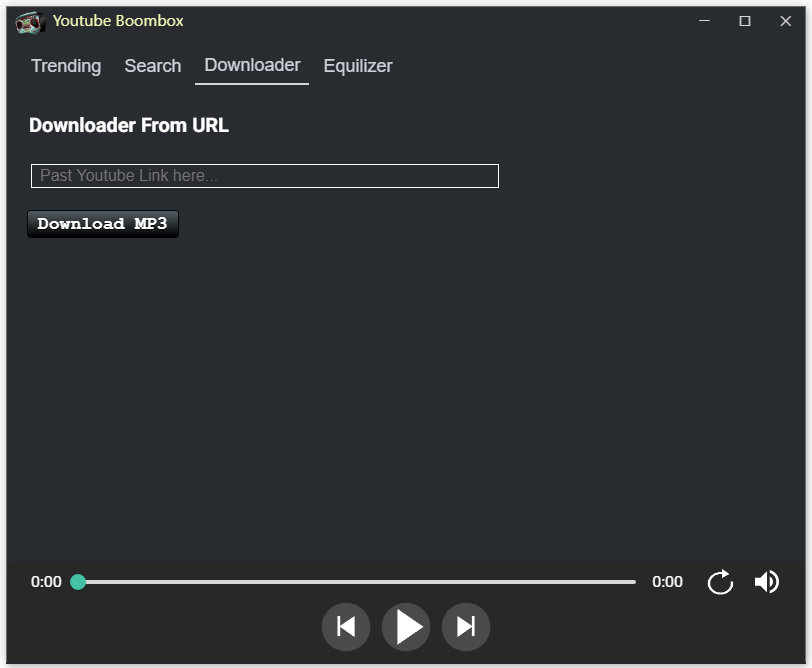 Youtube Boombox
Trending Search Downloader Equilizer
Downloader From URL
Past Youtube Link here...
Download MP3
0:00 0:00